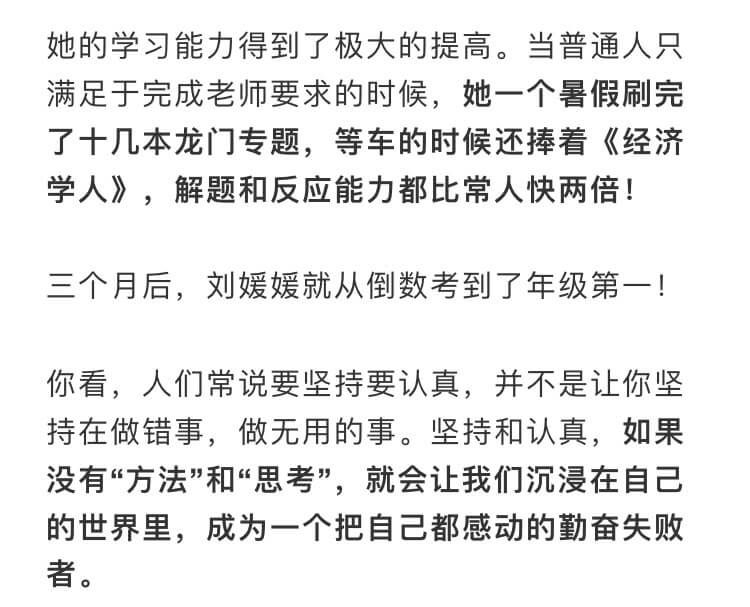 她的学习能力得到了极大的提高。当普通人只
满足于完成老师要求的时候，她一个暑假刷完
了十几本龙门专题，等车的时候还捧着《经济
学人》，解题和反应能力都比常人快两倍！
三个月后，刘媛媛就从倒数考到了年级第一！
你看，人们常说要坚持要认真，并不是让你坚
持在做错事，做无用的事。坚持和认真，如果
没有“方法”和“思考”，就会让我们沉浸在自己
的世界里，成为一个把自己都感动的勤奋失败
者。